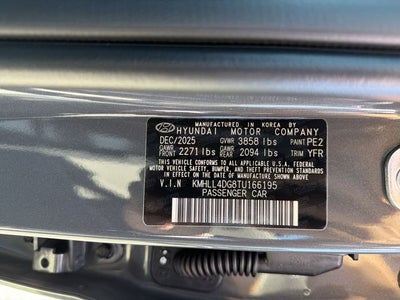 MANUFACTURED IN KOREA BY
HYUNDAI MOTOR COMPANY
DEC/2025 GVWR 3858 lbs PAINT PE2
GAWR FRONT 2271 lbs GAWR REAR 2094 lbs TRIM YFR
THIS VEHICLE CONFORMS TO ALL APPLICABLE U.S.A. FEDERAL
MOTOR VEHICLE SAFETY, BUMPER, AND THEFT PREVENTION
STANDARDS IN EFFECT ON THE DATE OF MANUFACTURE SHOWN ABOVE.
V.I.N KMHLL4DG8TU166195
PASSENGER CAR